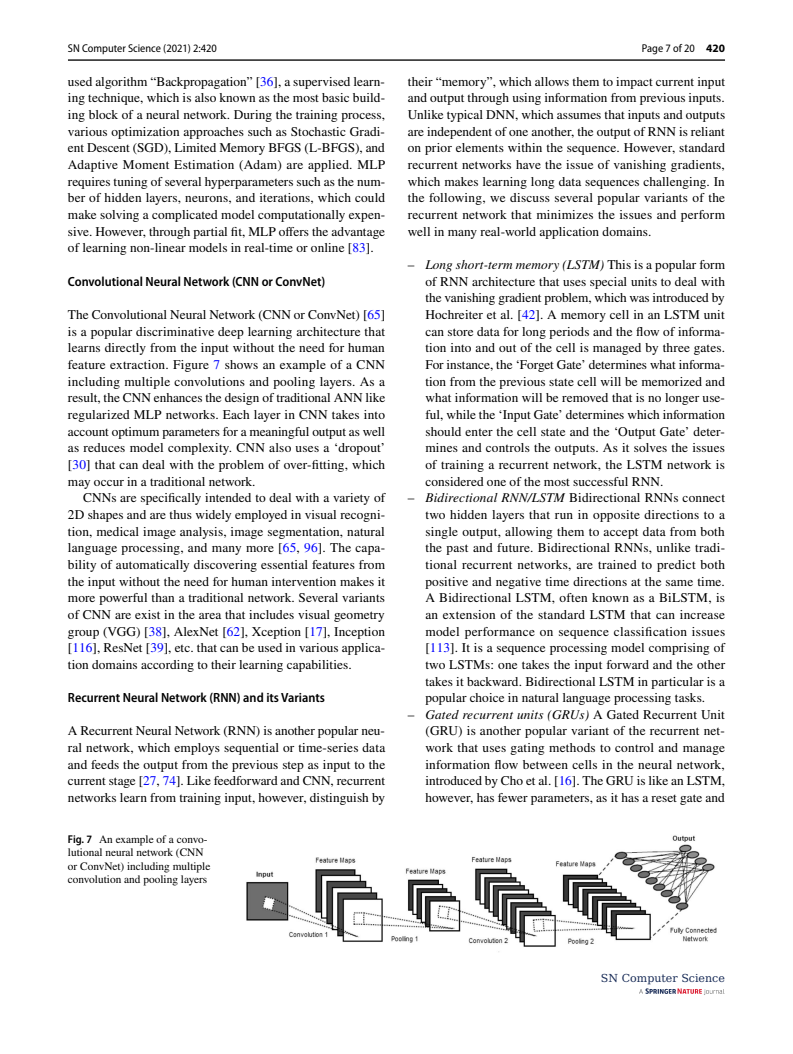 SN Computer Science (2021) 2:420
Page 7 of 20 420
used algorithm “Backpropagation” [36], a supervised learn-
ing technique, which is also known as the most basic build-
ing block of a neural network. During the training process,
various optimization approaches such as Stochastic Gradi-
ent Descent (SGD), Limited Memory BFGS (L-BFGS), and
Adaptive Moment Estimation (Adam) are applied. MLP
requires tuning of several hyperparameters such as the num-
ber of hidden layers, neurons, and iterations, which could
make solving a complicated model computationally expen-
sive. However, through partial fit, MLP offers the advantage
of learning non-linear models in real-time or online [83].
Convolutional Neural Network (CNN or ConvNet)
The Convolutional Neural Network (CNN or ConvNet) [65]
is a popular discriminative deep learning architecture that
learns directly from the input without the need for human
feature extraction. Figure 7 shows an example of a CNN
including multiple convolutions and pooling layers. As a
result, the CNN enhances the design of traditional ANN like
regularized MLP networks. Each layer in CNN takes into
account optimum parameters for a meaningful output as well
as reduces model complexity. CNN also uses a ‘dropout’
[30] that can deal with the problem of over-fitting, which
may occur in a traditional network.
CNNs are specifically intended to deal with a variety of
2D shapes and are thus widely employed in visual recogni-
tion, medical image analysis, image segmentation, natural
language processing, and many more [65, 96]. The capa-
bility of automatically discovering essential features from
the input without the need for human intervention makes it
more powerful than a traditional network. Several variants
of CNN are exist in the area that includes visual geometry
group (VGG) [38], AlexNet [62], Xception [17], Inception
[116], ResNet [39], etc. that can be used in various applica-
tion domains according to their learning capabilities.
Recurrent Neural Network (RNN) and its Variants
A Recurrent Neural Network (RNN) is another popular neu-
ral network, which employs sequential or time-series data
and feeds the output from the previous step as input to the
current stage [27, 74]. Like feedforward and CNN, recurrent
networks learn from training input, however, distinguish by
their “memory”, which allows them to impact current input
and output through using information from previous inputs.
Unlike typical DNN, which assumes that inputs and outputs
are independent of one another, the output of RNN is reliant
on prior elements within the sequence. However, standard
recurrent networks have the issue of vanishing gradients,
which makes learning long data sequences challenging. In
the following, we discuss several popular variants of the
recurrent network that minimizes the issues and perform
well in many real-world application domains.
– Long short-term memory (LSTM) This is a popular form
of RNN architecture that uses special units to deal with
the vanishing gradient problem, which was introduced by
Hochreiter et al. [42]. A memory cell in an LSTM unit
can store data for long periods and the flow of informa-
tion into and out of the cell is managed by three gates.
For instance, the ‘Forget Gate’ determines what informa-
tion from the previous state cell will be memorized and
what information will be removed that is no longer use-
ful, while the ‘Input Gate’ determines which information
should enter the cell state and the ‘Output Gate’ deter-
mines and controls the outputs. As it solves the issues
of training a recurrent network, the LSTM network is
considered one of the most successful RNN.
– Bidirectional RNN/LSTM Bidirectional RNNs connect
two hidden layers that run in opposite directions to a
single output, allowing them to accept data from both
the past and future. Bidirectional RNNs, unlike tradi-
tional recurrent networks, are trained to predict both
positive and negative time directions at the same time.
A Bidirectional LSTM, often known as a BiLSTM, is
an extension of the standard LSTM that can increase
model performance on sequence classification issues
[113]. It is a sequence processing model comprising of
two LSTMs: one takes the input forward and the other
takes it backward. Bidirectional LSTM in particular is a
popular choice in natural language processing tasks.
– Gated recurrent units (GRUs) A Gated Recurrent Unit
(GRU) is another popular variant of the recurrent net-
work that uses gating methods to control and manage
information flow between cells in the neural network,
introduced by Cho et al. [16]. The GRU is like an LSTM,
however, has fewer parameters, as it has a reset gate and
Fig. 7 An example of a convo-
lutional neural network (CNN
or ConvNet) including multiple
convolution and pooling layers
Input
Feature Maps
Feature Maps
Feature Maps
Feature Maps
Output
Convolution 1
Poolling 1
Convolution 2
Pooling 2
Fully Connected
Network
SN Computer Science
A SPRINGER NATURE journal